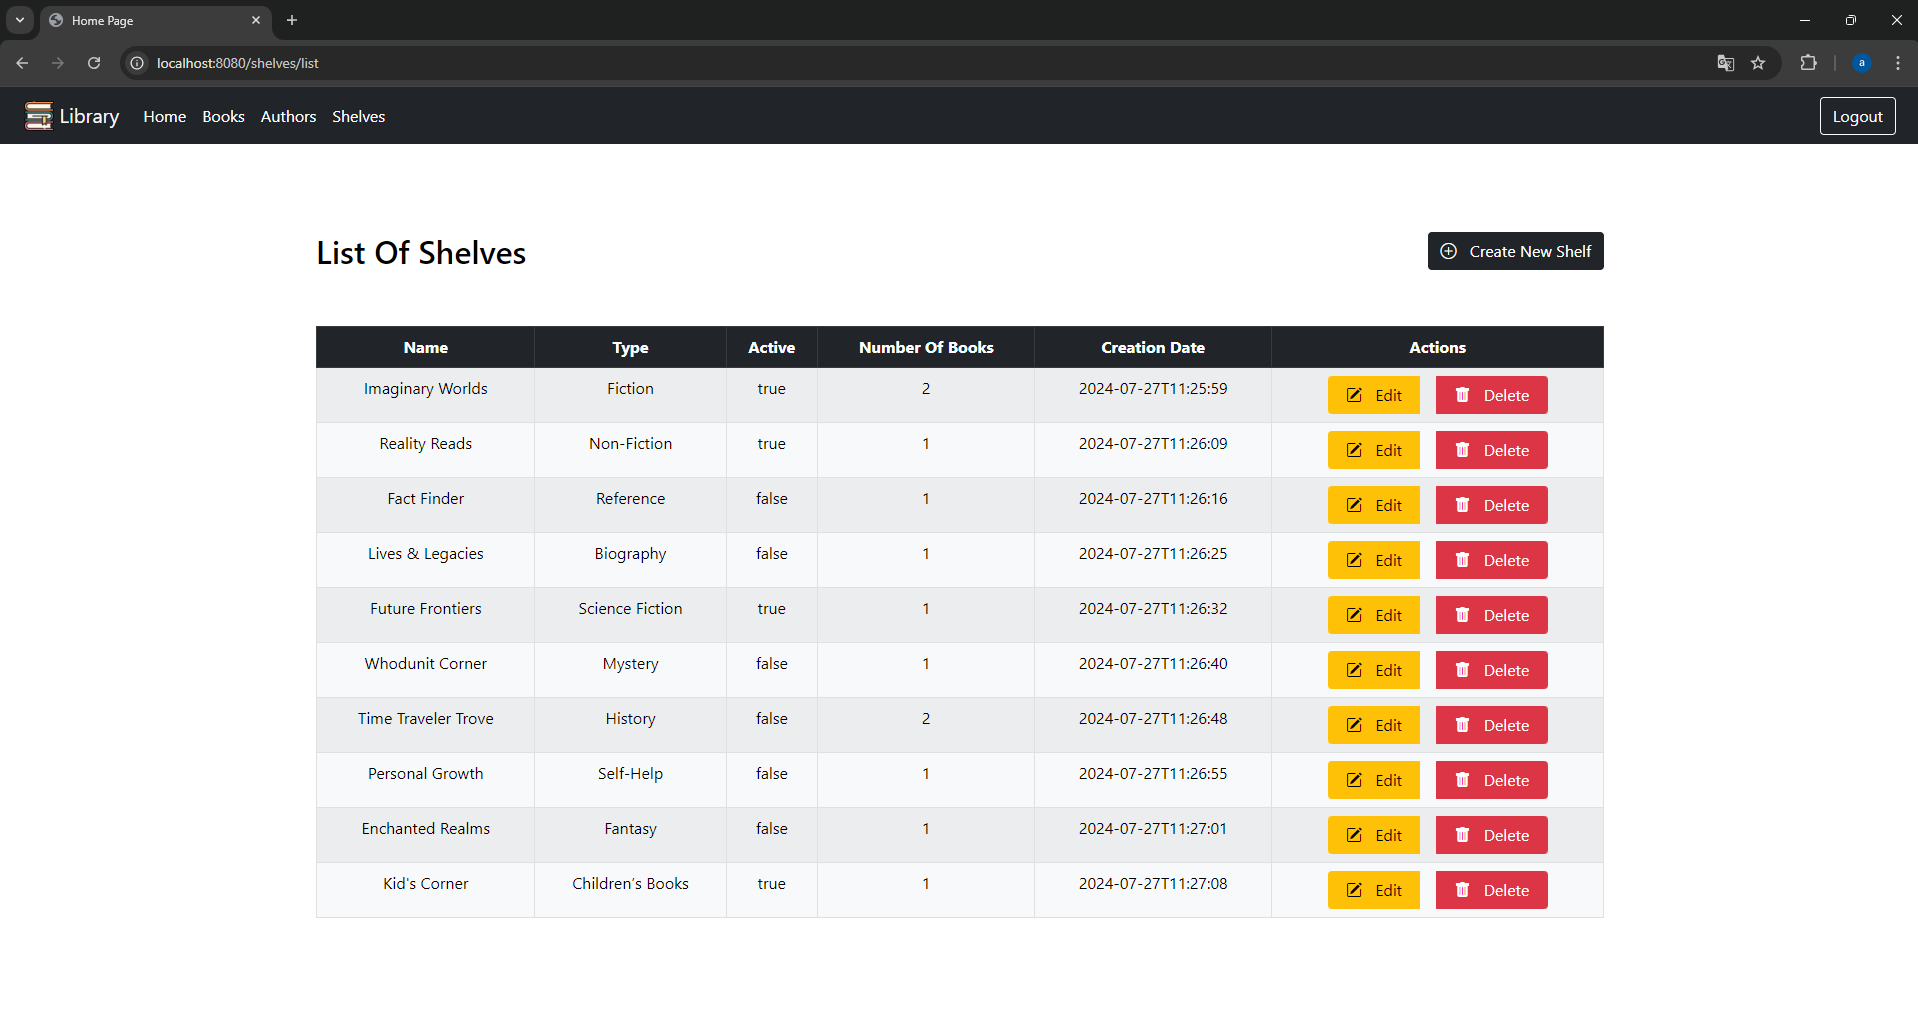 Home Page
localhost:8080/shelves/list
a
Library Home Books Authors Shelves Logout
List Of Shelves
Create New Shelf
Name Type Active Number Of Books Creation Date Actions
Imaginary Worlds Fiction true 2 2024-07-27T11:25:59 Edit Delete
Reality Reads Non-Fiction true 1 2024-07-27T11:26:09 Edit Delete
Fact Finder Reference false 1 2024-07-27T11:26:16 Edit Delete
Lives & Legacies Biography false 1 2024-07-27T11:26:25 Edit Delete
Future Frontiers Science Fiction true 1 2024-07-27T11:26:32 Edit Delete
Whodunit Corner Mystery false 1 2024-07-27T11:26:40 Edit Delete
Time Traveler Trove History false 2 2024-07-27T11:26:48 Edit Delete
Personal Growth Self-Help false 1 2024-07-27T11:26:55 Edit Delete
Enchanted Realms Fantasy false 1 2024-07-27T11:27:01 Edit Delete
Kid's Corner Children’s Books true 1 2024-07-27T11:27:08 Edit Delete